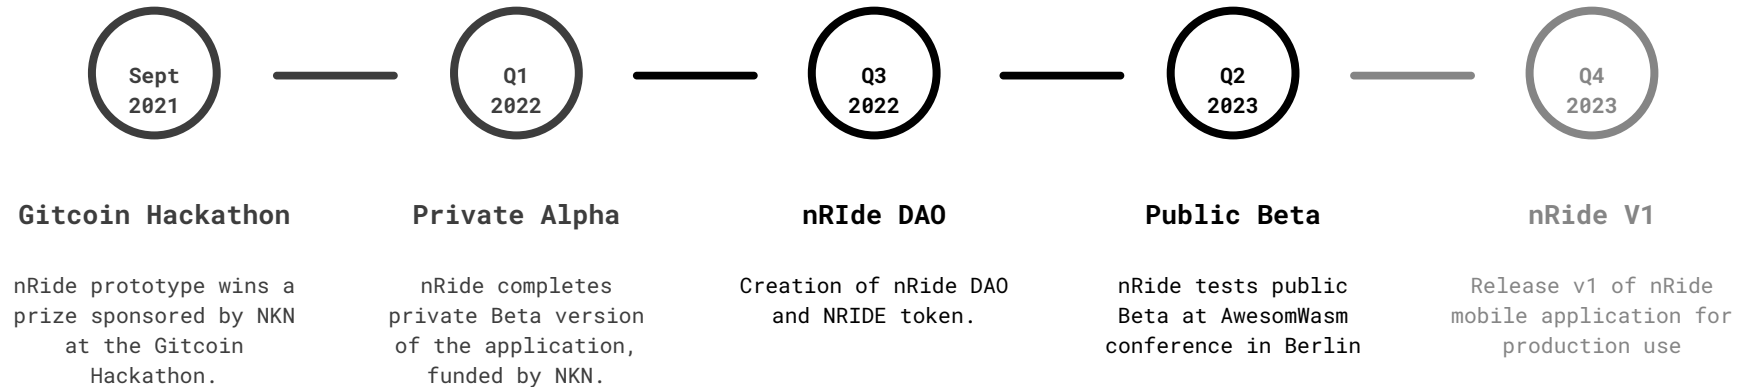 Sept
2021
Q1
2022
Q3
2022
Q2
2023
Q4
2023
Gitcoin Hackathon
nRide prototype wins a
prize sponsored by NKN
at the Gitcoin
Hackathon.
Private Alpha
nRide completes
private Beta version
of the application,
funded by NKN.
nRIde DAO
Creation of nRide DAO
and NRIDE token.
Public Beta
nRide tests public
Beta at AwesomWasm
conference in Berlin
nRide V1
Release v1 of nRide
mobile application for
production use